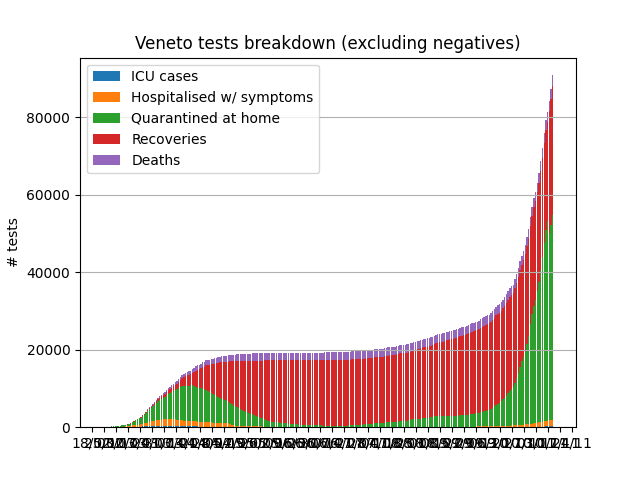 Veneto tests breakdown (excluding negatives)
ICU cases
Hospitalised w/ symptoms
Quarantined at home
Recoveries
Deaths
# tests
80000
60000
40000
20000
0